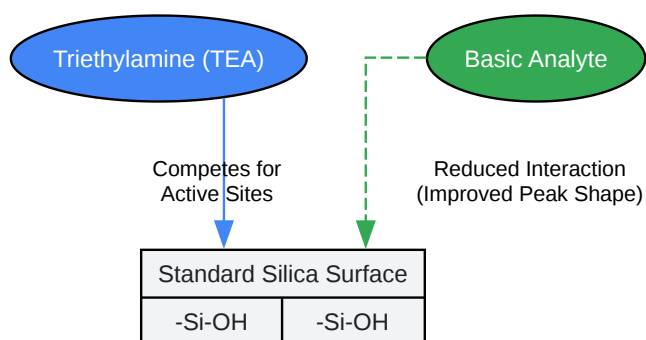 Triethylamine (TEA)
Basic Analyte
Competes for
Active Sites
Reduced Interaction
(Improved Peak Shape)
Standard Silica Surface
-Si-OH
-Si-OH